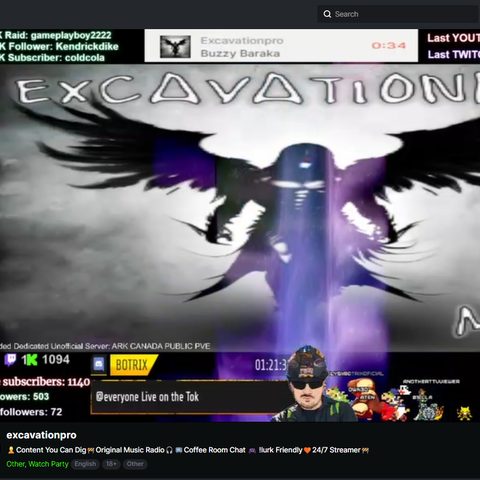 Search
K Raid: gameplayboy2222
K Follower: Kendrickdike
K Subscriber: coldcola
Excavationpro
Buzzy Baraka
0:34
Last YOUT
Last TWITC
EXCAVATION
ded Dedicated Unofficial Server: ARK CANADA PUBLIC PVE
1K 1094
BOTRIX
01:21:3
e subscribers: 1140
owers: 503
followers: 72
@everyone Live on the Tok
ANOTHERTTVVIEWER
excavationpro
Content You Can Dig Original Music Radio Coffee Room Chat !lurk Friendly 24/7 Streamer
Other, Watch Party English 18+ Other